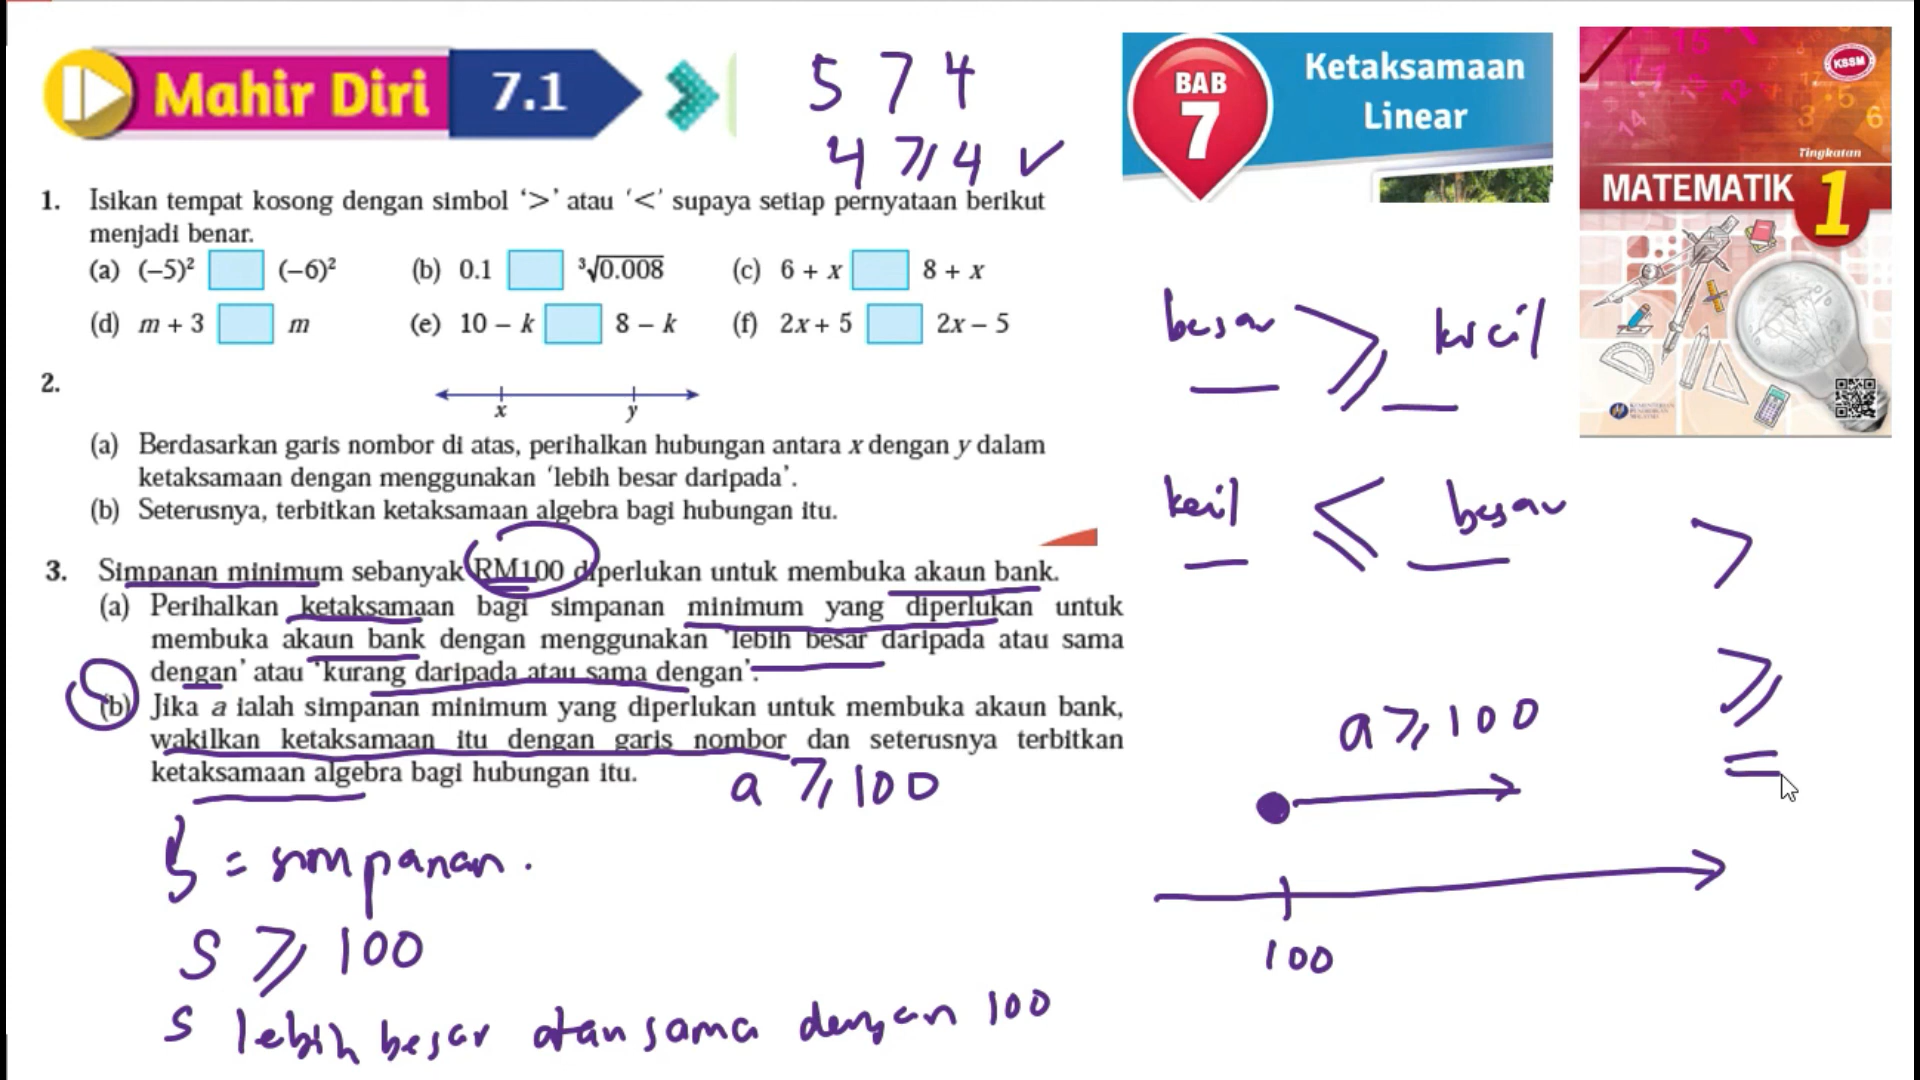 Mahir Diri 7.1
5 > 4
4 ⩾ 4 ✓
BAB 7
Ketaksamaan
Linear
KSSM
Tingkatan
MATEMATIK 1
1. Isikan tempat kosong dengan simbol ‘>’ atau ‘<’ supaya setiap pernyataan berikut
menjadi benar.
(a) (–5)² (–6)² (b) 0.1 ³√0.008 (c) 6 + x 8 + x
(d) m + 3 m (e) 10 – k 8 – k (f) 2x + 5 2x – 5
2.
x y
(a) Berdasarkan garis nombor di atas, perihalkan hubungan antara x dengan y dalam
ketaksamaan dengan menggunakan ‘lebih besar daripada’.
(b) Seterusnya, terbitkan ketaksamaan algebra bagi hubungan itu.
3. Simpanan minimum sebanyak RM100 diperlukan untuk membuka akaun bank.
(a) Perihalkan ketaksamaan bagi simpanan minimum yang diperlukan untuk
membuka akaun bank dengan menggunakan ‘lebih besar daripada atau sama
dengan’ atau ‘kurang daripada atau sama dengan’.
(b) Jika a ialah simpanan minimum yang diperlukan untuk membuka akaun bank,
wakilkan ketaksamaan itu dengan garis nombor dan seterusnya terbitkan
ketaksamaan algebra bagi hubungan itu.
a ⩾ 100
S = simpanan.
S ⩾ 100
S lebih besar atau sama dengan 100
besar ⩾ kecil
kecil ⩽ besar
>
⩾
=
a ⩾ 100
100